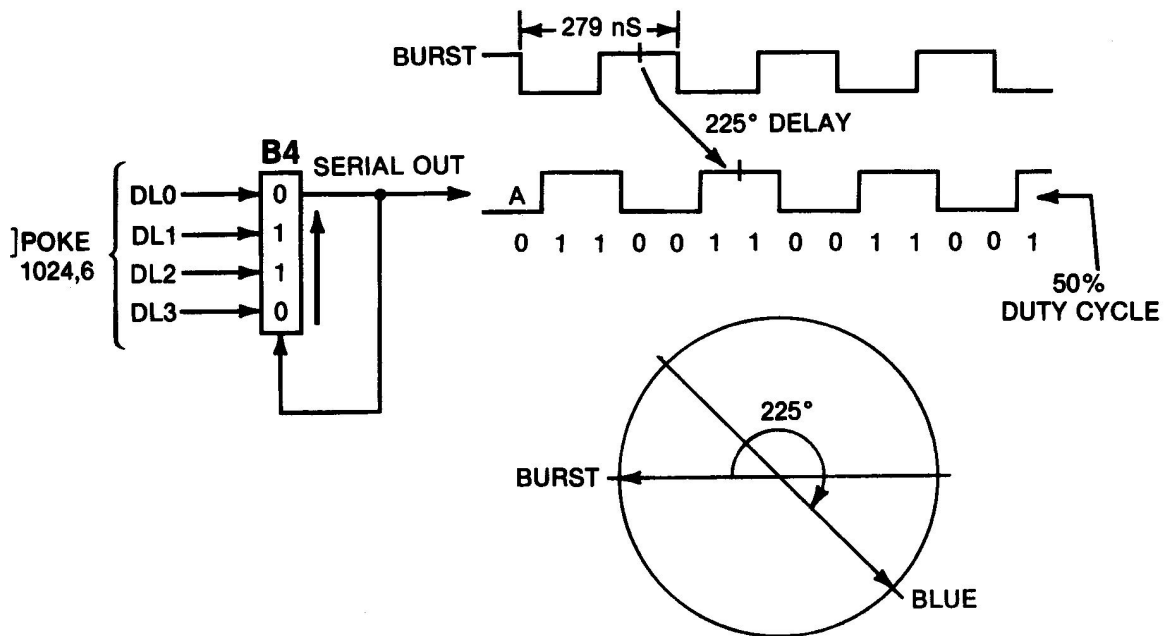 279 nS
BURST
225° DELAY
B4
SERIAL OUT
]POKE
1024,6
DL0
DL1
DL2
DL3
0
1
1
0
A
0 1 1 0 0 1 1 0 0 1 1 0 0 1
50%
DUTY CYCLE
225°
BURST
BLUE